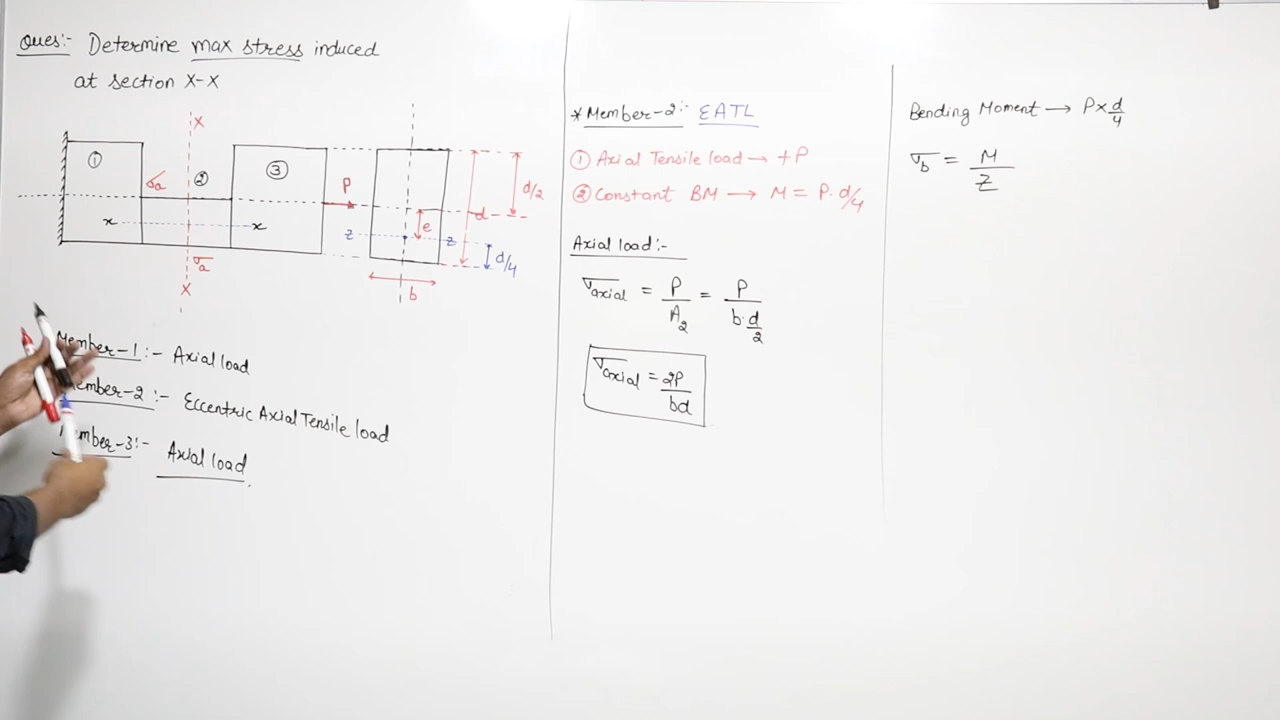 Ques:- Determine max stress induced
at section X-X
X
①
②
③
σa
P
x
x
σa
X
d/2
d
e
z
z
d/4
b
Member-1:- Axial load
Member-2:- Eccentric Axial Tensile load
Member-3:- Axial load
*Member-2:- EATL
① Axial Tensile load → +P
② Constant BM → M = P.d/4
Axial load:-
σaxial = P/A2 = P/b.d/2
σaxial = 2P/bd
Bending Moment → P×d/4
σb = M/Z